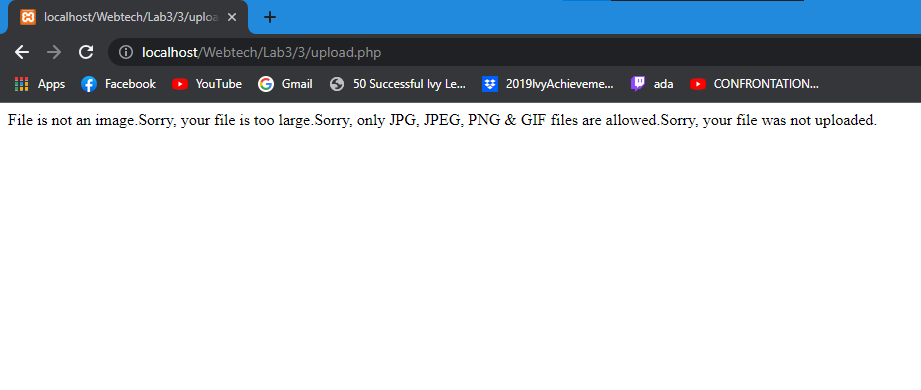 localhost/Webtech/Lab3/3/uploa
localhost/Webtech/Lab3/3/upload.php
Apps Facebook YouTube Gmail 50 Successful Ivy Le... 2019IvyAchieveme... ada CONFRONTATION...
File is not an image.Sorry, your file is too large.Sorry, only JPG, JPEG, PNG & GIF files are allowed.Sorry, your file was not uploaded.